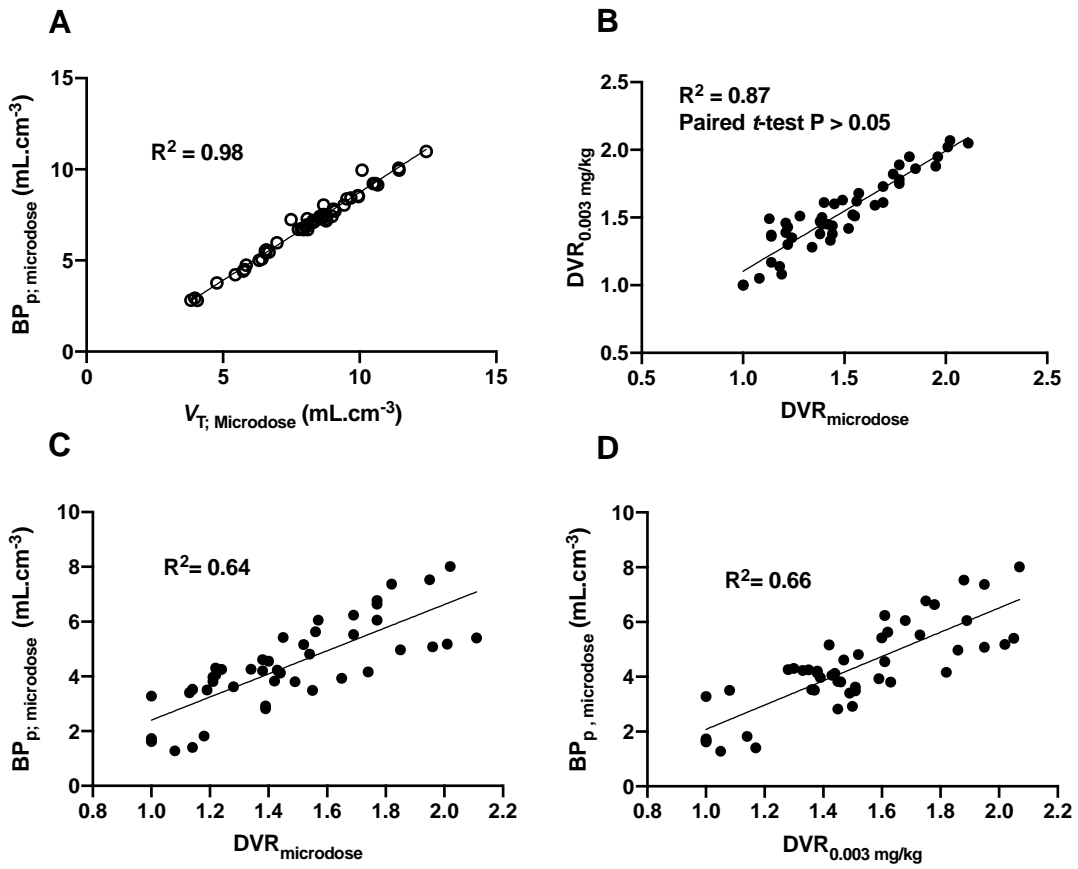 A
BPp; microdose (mL.cm-3)
15
10
5
0
R2 = 0.98
0 5 10 15
VT; Microdose (mL.cm-3)
B
DVR0.003 mg/kg
2.5
2.0
1.5
1.0
0.5
R2 = 0.87
Paired t-test P > 0.05
0.5 1.0 1.5 2.0 2.5
DVRmicrodose
C
BPp; microdose (mL.cm-3)
10
8
6
4
2
0
R2= 0.64
0.8 1.0 1.2 1.4 1.6 1.8 2.0 2.2
DVRmicrodose
D
BPp , microdose (mL.cm-3)
10
8
6
4
2
0
R2= 0.66
0.8 1.0 1.2 1.4 1.6 1.8 2.0 2.2
DVR0.003 mg/kg